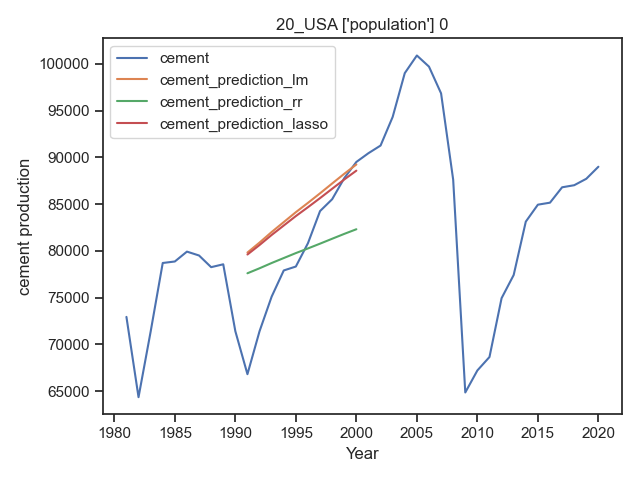 20_USA ['population'] 0
cement
cement_prediction_lm
cement_prediction_rr
cement_prediction_lasso
cement production
100000
95000
90000
85000
80000
75000
70000
65000
1980 1985 1990 1995 2000 2005 2010 2015 2020
Year